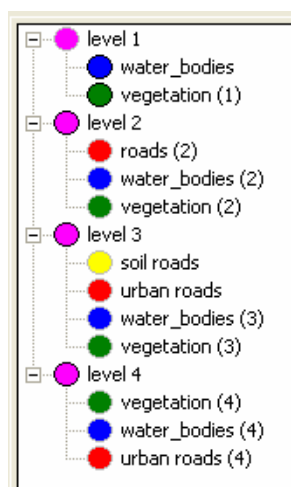 level 1
water_bodies
vegetation (1)
level 2
roads (2)
water_bodies (2)
vegetation (2)
level 3
soil roads
urban roads
water_bodies (3)
vegetation (3)
level 4
vegetation (4)
water_bodies (4)
urban roads (4)